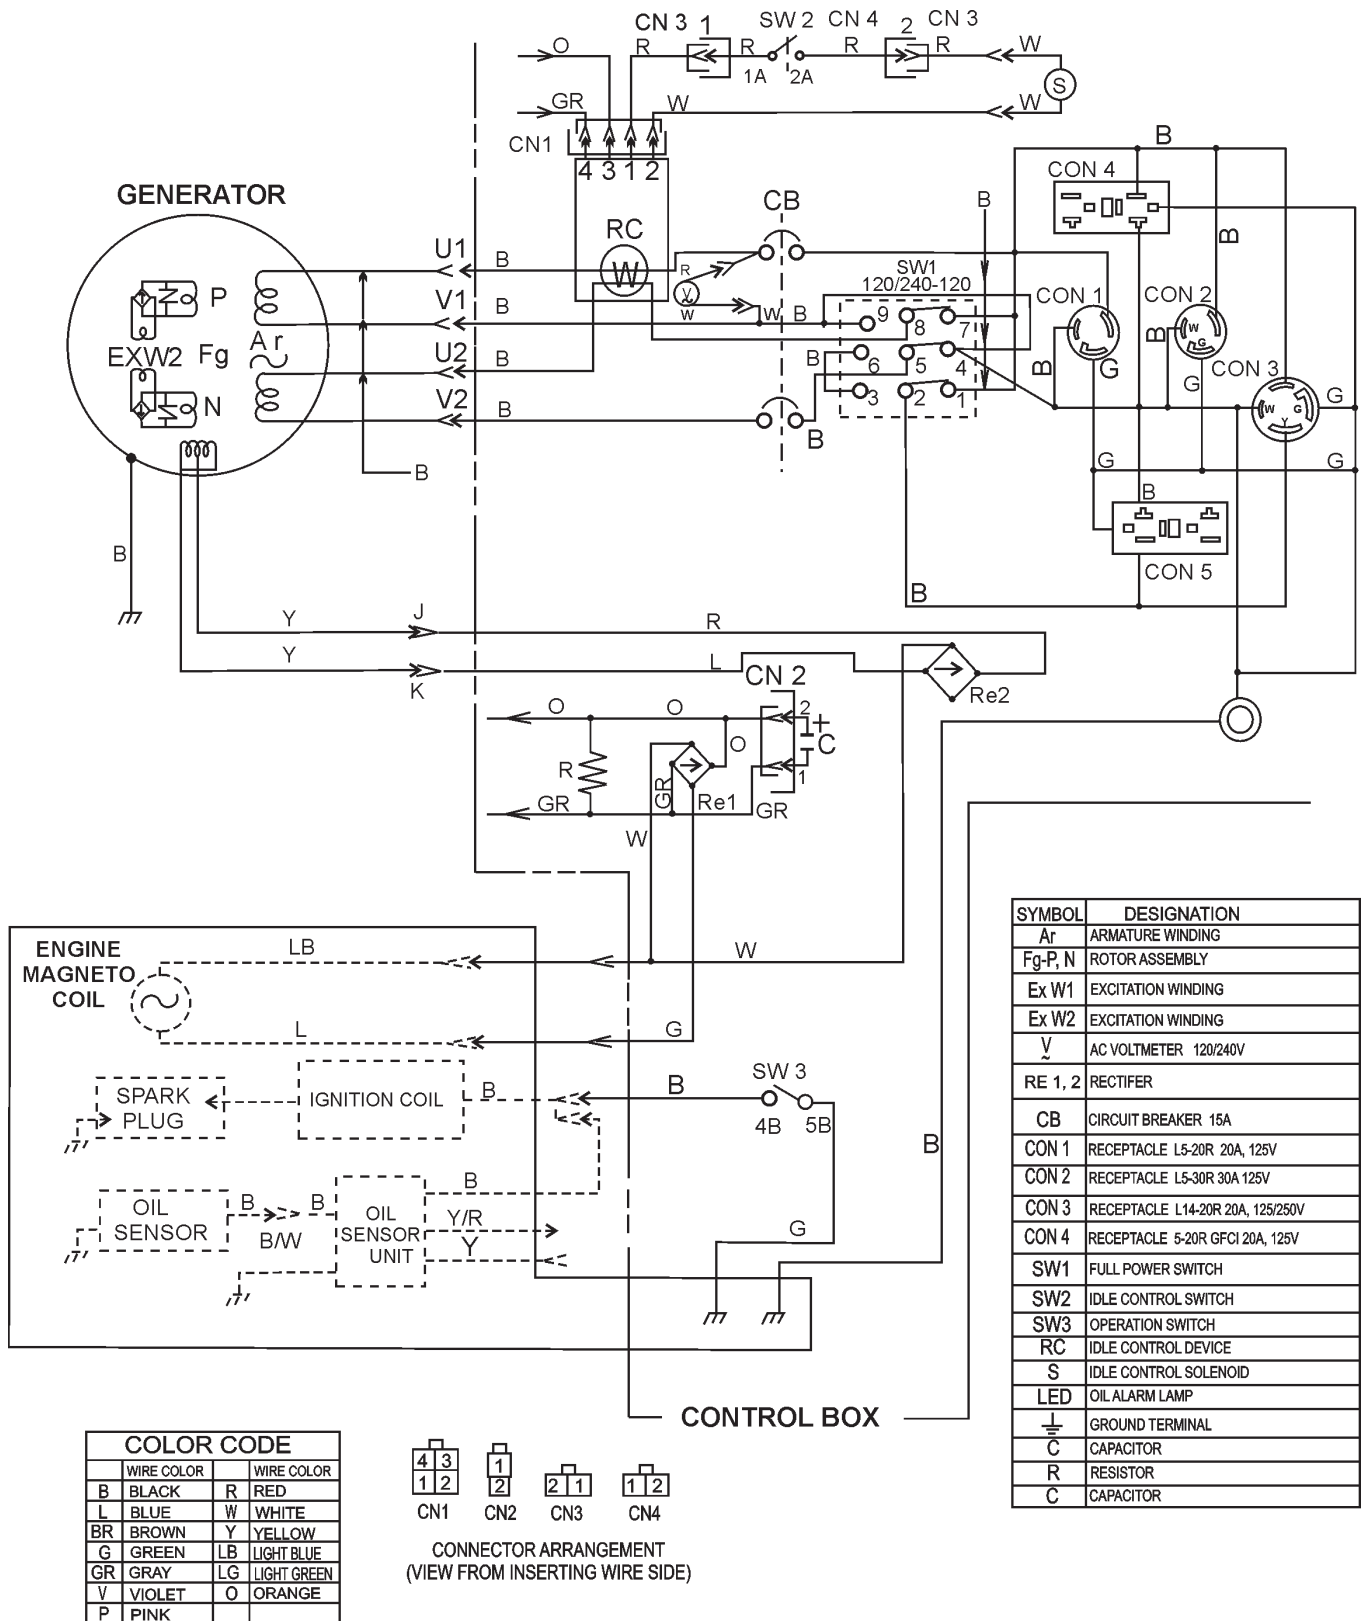 CN 3 1 SW 2 CN 4 2 CN 3
O R R R R W
1A 2A
S
GR W W
CN1
4 3 1 2
B
CON 4
GENERATOR
CB
B
RC
U1 B W
R
V
W W
SW1
120/240-120
B
P
V1 B B 9 8 7
CON 1 CON 2
EXW2 Fg Ar
U2 B B 6 5 4
B B W G
G CON 3
N
V2 B 3 2 1
G
W G Y
G
B
B
G G
B
B
CON 5
B
Y J R
Y K L
CN 2 Re2
O O 2
+
O C
R
GR
1
GR Re1 GR
W
ENGINE
MAGNETO
COIL
LB W
L G
SPARK
PLUG
IGNITION COIL
B B SW 3
4B 5B
B
OIL
SENSOR
B B
B/W
OIL
SENSOR
UNIT
B
Y/R
Y
G
CONTROL BOX
SYMBOL DESIGNATION
Ar ARMATURE WINDING
Fg-P, N ROTOR ASSEMBLY
Ex W1 EXCITATION WINDING
Ex W2 EXCITATION WINDING
V~ AC VOLTMETER 120/240V
RE 1, 2 RECTIFER
CB CIRCUIT BREAKER 15A
CON 1 RECEPTACLE L5-20R 20A, 125V
CON 2 RECEPTACLE L5-30R 30A 125V
CON 3 RECEPTACLE L14-20R 20A, 125/250V
CON 4 RECEPTACLE 5-20R GFCI 20A, 125V
SW1 FULL POWER SWITCH
SW2 IDLE CONTROL SWITCH
SW3 OPERATION SWITCH
RC IDLE CONTROL DEVICE
S IDLE CONTROL SOLENOID
LED OIL ALARM LAMP
GROUND TERMINAL
C CAPACITOR
R RESISTOR
C CAPACITOR
COLOR CODE
WIRE COLOR WIRE COLOR
B BLACK R RED
L BLUE W WHITE
BR BROWN Y YELLOW
G GREEN LB LIGHT BLUE
GR GRAY LG LIGHT GREEN
V VIOLET O ORANGE
P PINK
4 3
1 2
CN1
1
2
CN2
2 1
CN3
1 2
CN4
CONNECTOR ARRANGEMENT
(VIEW FROM INSERTING WIRE SIDE)